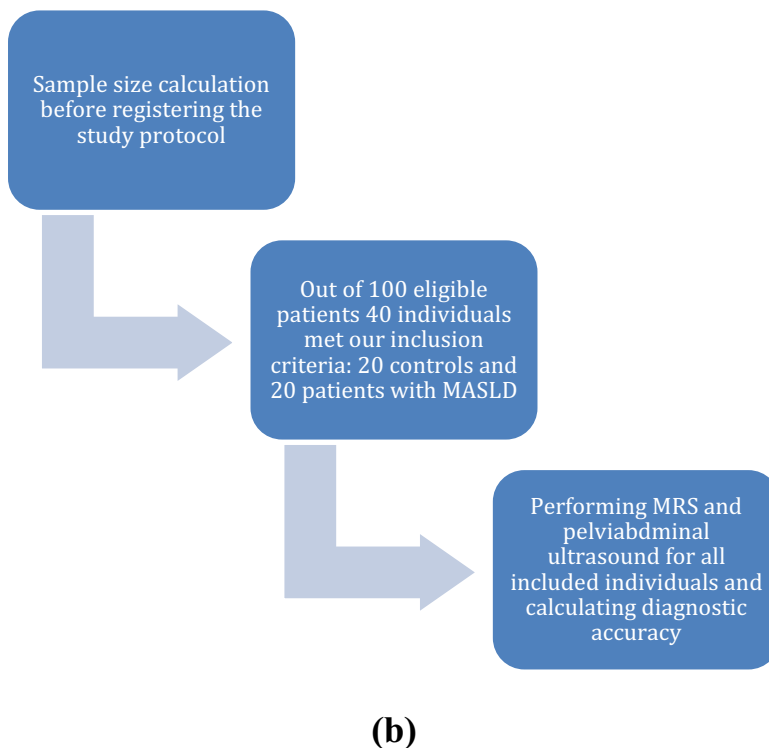 Sample size calculation
before registering the
study protocol
Out of 100 eligible
patients 40 individuals
met our inclusion
criteria: 20 controls and
20 patients with MASLD
Performing MRS and
pelviabdminal
ultrasound for all
included individuals and
calculating diagnostic
accuracy
(b)